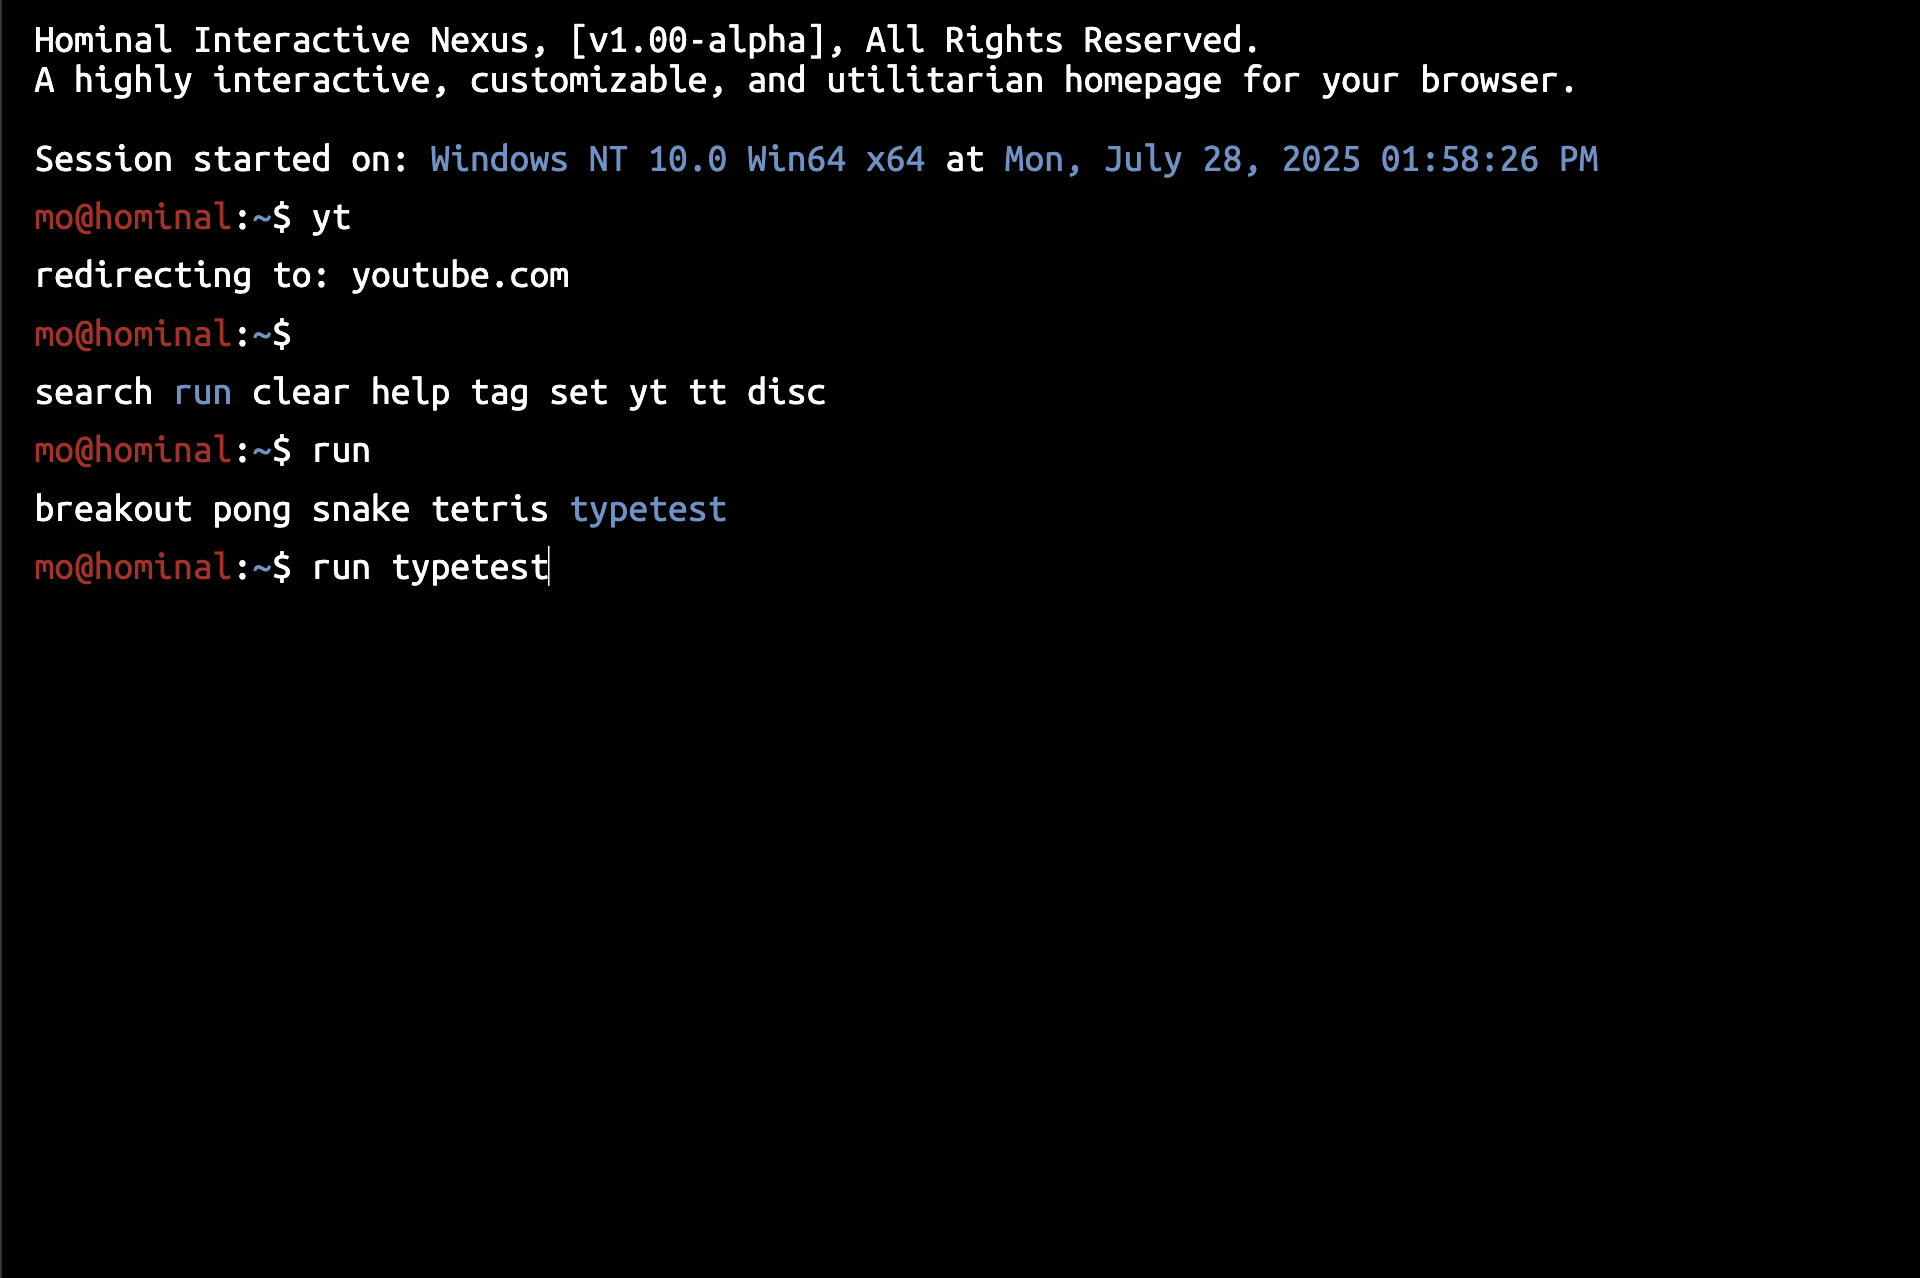 Hominal Interactive Nexus, [v1.00-alpha], All Rights Reserved.
A highly interactive, customizable, and utilitarian homepage for your browser.
Session started on: Windows NT 10.0 Win64 x64 at Mon, July 28, 2025 01:58:26 PM
mo@hominal:~$ yt
redirecting to: youtube.com
mo@hominal:~$
search run clear help tag set yt tt disc
mo@hominal:~$ run
breakout pong snake tetris typetest
mo@hominal:~$ run typetest